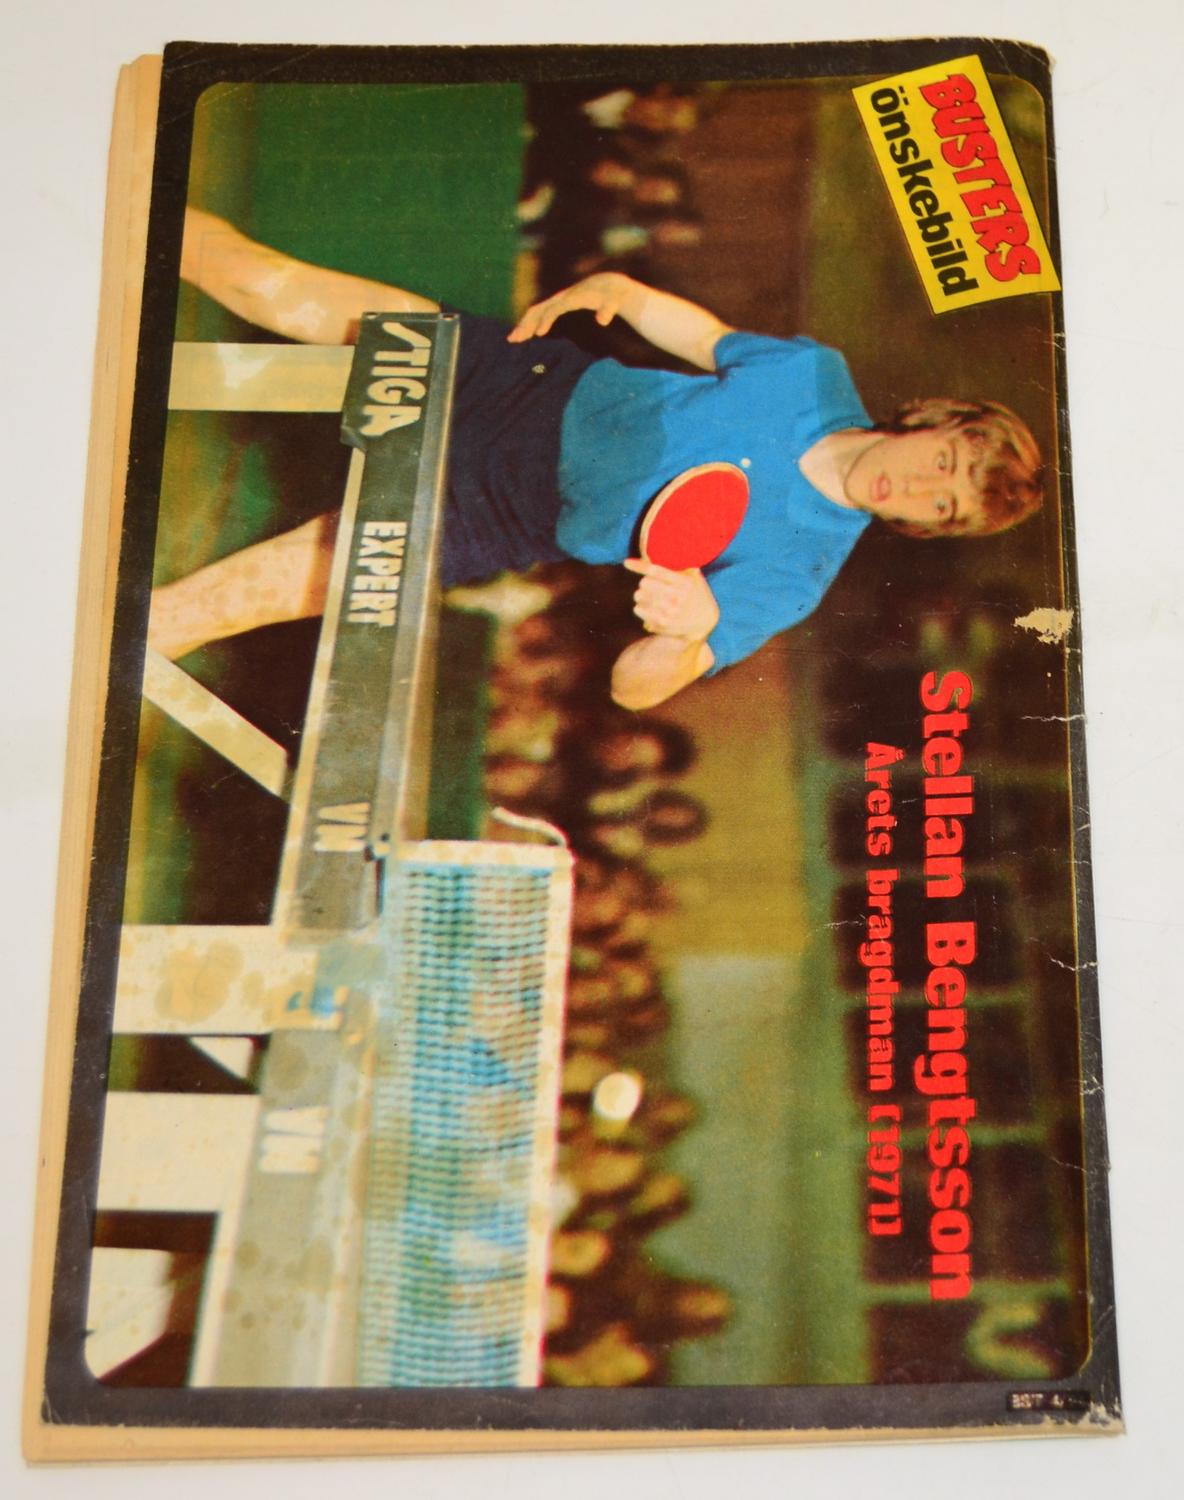 BUSTERS
önskebild
Stellan Bengtsson
Årets bragdman (1971)
STIGA
EXPERT
VM
VM